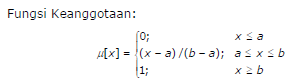 Fungsi Keanggotaan:
0; x ≤ a
μ[x] = { (x – a) /(b – a); a ≤ x ≤ b
1; x ≥ b